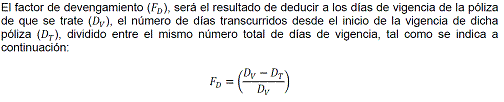 El factor de devengamiento (F_D), será el resultado de deducir a los días de vigencia de la póliza
de que se trate (D_V), el número de días transcurridos desde el inicio de la vigencia de dicha
póliza (D_T), dividido entre el mismo número total de días de vigencia, tal como se indica a
continuación:
F_D = ((D_V − D_T) / D_V)